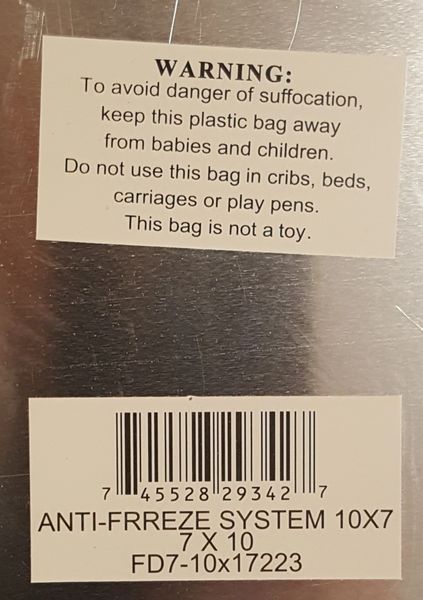 WARNING:
To avoid danger of suffocation,
keep this plastic bag away
from babies and children.
Do not use this bag in cribs, beds,
carriages or play pens.
This bag is not a toy.
7 45528 29342 7
ANTI-FRREZE SYSTEM 10X7
7 X 10
FD7-10x17223